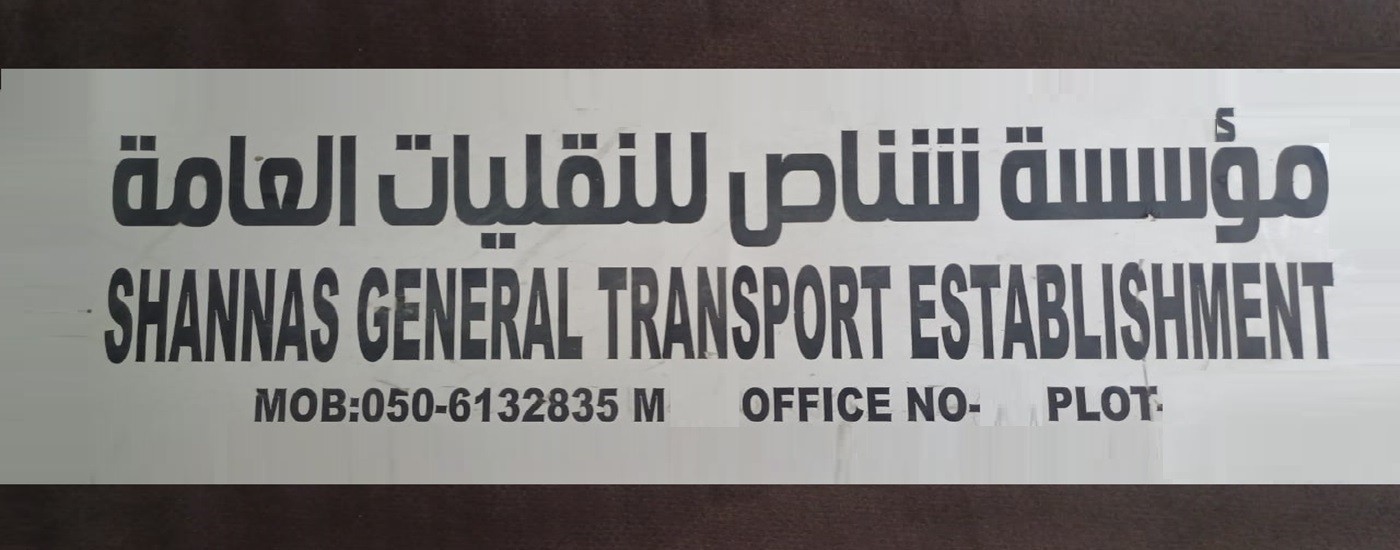 مؤسسة شناص للنقليات العامة
SHANNAS GENERAL TRANSPORT ESTABLISHMENT
MOB:050-6132835 M OFFICE NO- PLOT-